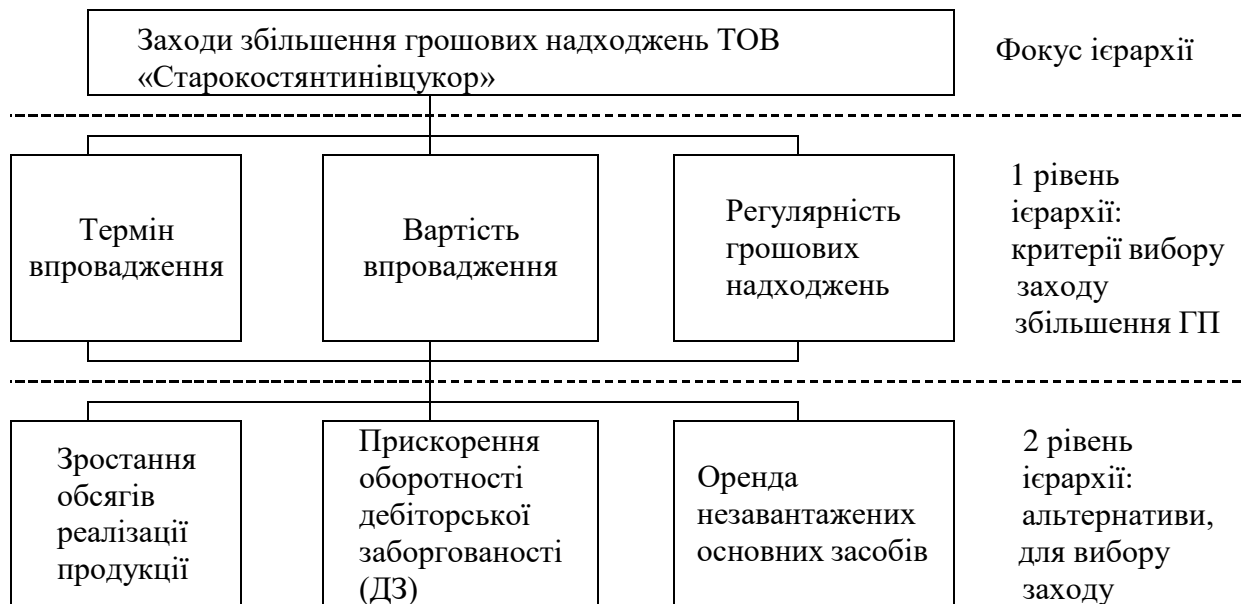 Заходи збільшення грошових надходжень ТОВ
«Старокостянтинівцукор»
Фокус ієрархії
Термін
впровадження
Вартість
впровадження
Регулярність
грошових
надходжень
1 рівень
ієрархії:
критерії вибору
заходу
збільшення ГП
Зростання
обсягів
реалізації
продукції
Прискорення
оборотності
дебіторської
заборгованості
(ДЗ)
Оренда
незавантажених
основних засобів
2 рівень
ієрархії:
альтернативи,
для вибору
заходу